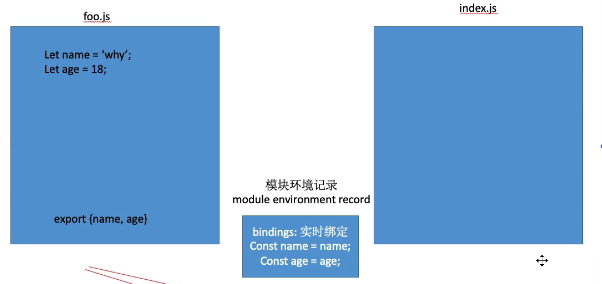 foo.js
index.js
Let name = ‘why’;
Let age = 18;
export {name, age}
模块环境记录
module environment record
bindings: 实时绑定
Const name = name;
Const age = age;